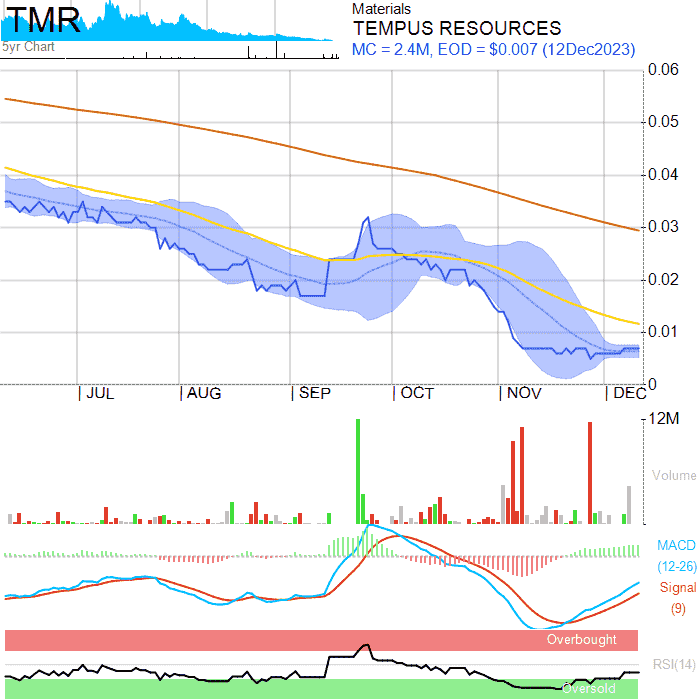 TMR
5yr Chart
Materials
TEMPUS RESOURCES
MC = 2.4M, EOD = $0.007 (12Dec2023)
0.06
0.05
0.04
0.03
0.02
0.01
0
JUL
AUG
SEP
OCT
NOV
DEC
12M
Volume
MACD
(12-26)
Signal
(9)
Overbought
RSI(14)
Oversold